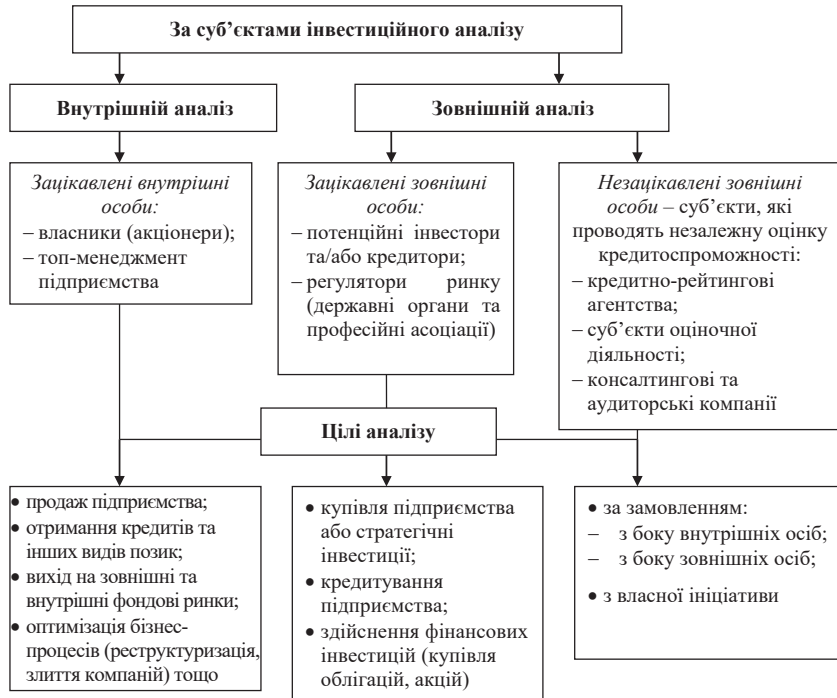 За суб’єктами інвестиційного аналізу
Внутрішній аналіз
Зовнішній аналіз
Зацікавлені внутрішні
особи:
– власники (акціонери);
– топ-менеджмент
підприємства
Зацікавлені зовнішні
особи:
– потенційні інвестори
та/або кредитори;
– регулятори ринку
(державні органи та
професійні асоціації)
Незацікавлені зовнішні
особи – суб’єкти, які
проводять незалежну оцінку
кредитоспроможності:
– кредитно-рейтингові
агентства;
– суб’єкти оціночної
діяльності;
– консалтингові та
аудиторські компанії
Цілі аналізу
• продаж підприємства;
• отримання кредитів та
інших видів позик;
• вихід на зовнішні та
внутрішні фондові ринки;
• оптимізація бізнес-
процесів (реструктуризація,
злиття компаній) тощо
• купівля підприємства
або стратегічні
інвестиції;
• кредитування
підприємства;
• здійснення фінансових
інвестицій (купівля
облігацій, акцій)
• за замовленням:
– з боку внутрішніх осіб;
– з боку зовнішніх осіб;
• з власної ініціативи